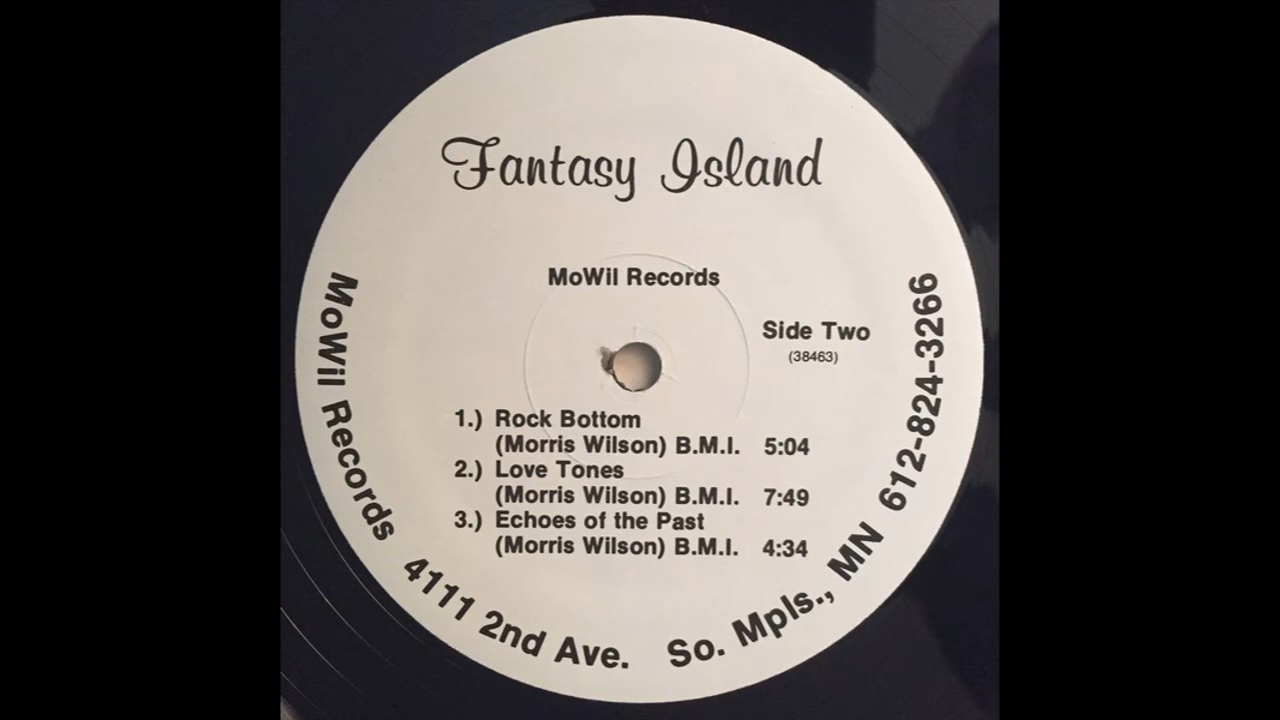 Fantasy Island
MoWil Records
Side Two
(38463)
1.) Rock Bottom
(Morris Wilson) B.M.I. 5:04
2.) Love Tones
(Morris Wilson) B.M.I. 7:49
3.) Echoes of the Past
(Morris Wilson) B.M.I. 4:34
MoWil Records 4111 2nd Ave. So. Mpls., MN 612-824-3266